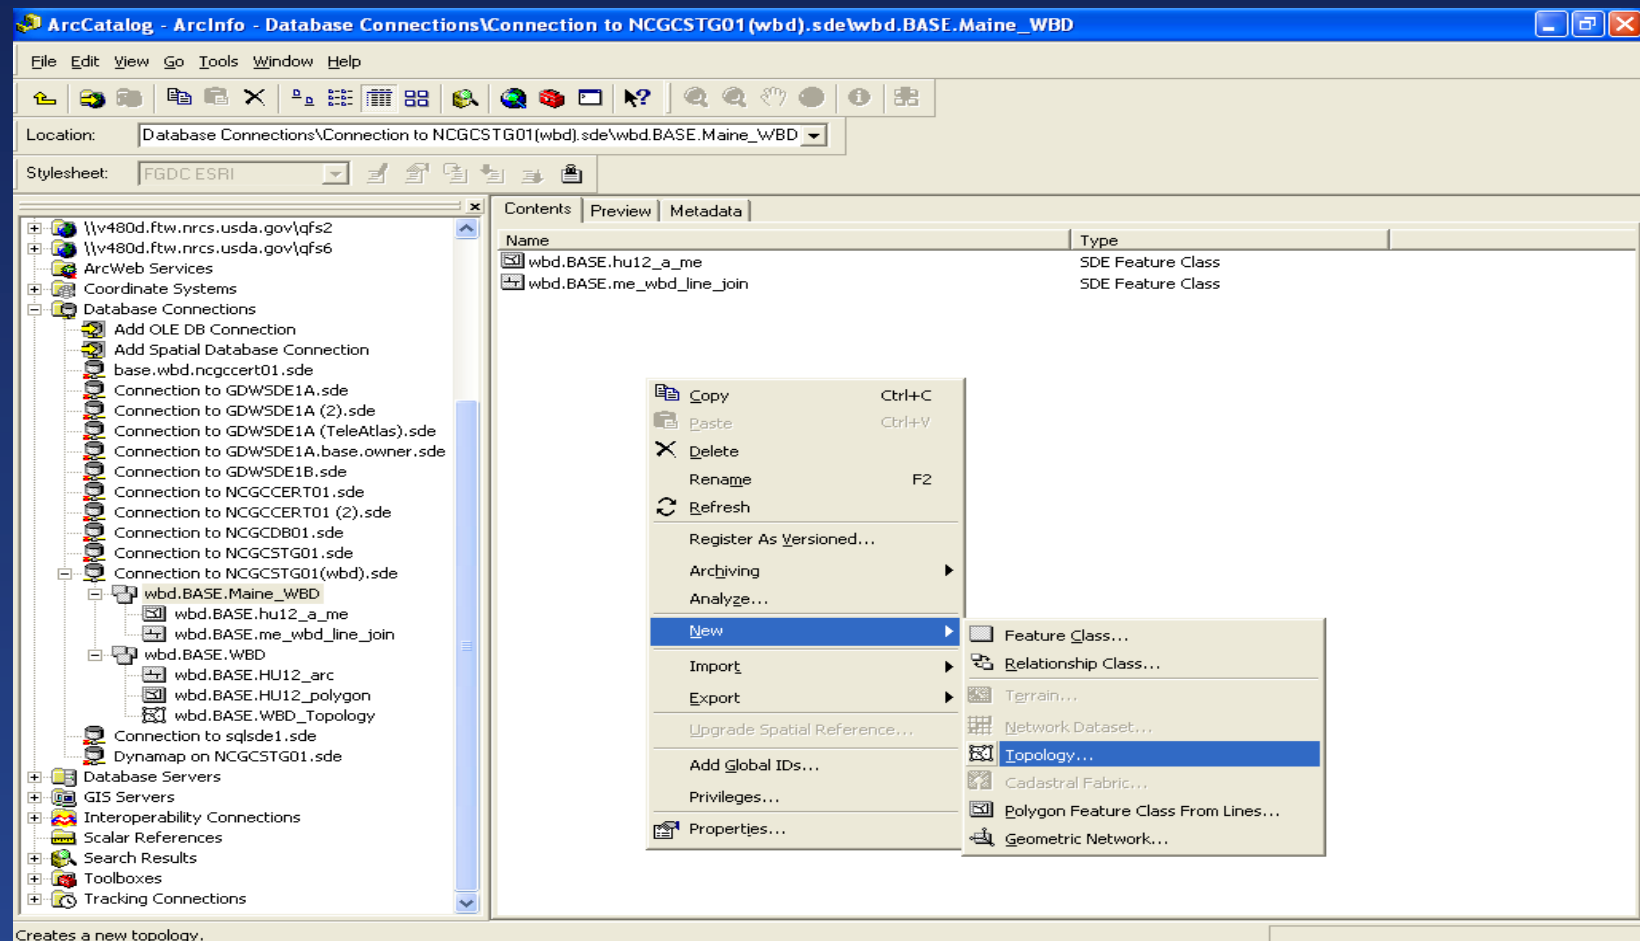 ArcCatalog - ArcInfo - Database Connections\Connection to NCGCSTG01(wbd).sde\wbd.BASE.Maine_WBD
File Edit View Go Tools Window Help
Location: Database Connections\Connection to NCGCSTG01(wbd).sde\wbd.BASE.Maine_WBD
Stylesheet: FGDC ESRI
\\v480d.ftw.nrcs.usda.gov\qfs2
\\v480d.ftw.nrcs.usda.gov\qfs6
ArcWeb Services
Coordinate Systems
Database Connections
Add OLE DB Connection
Add Spatial Database Connection
base.wbd.ncgccert01.sde
Connection to GDWSDE1A.sde
Connection to GDWSDE1A (2).sde
Connection to GDWSDE1A (TeleAtlas).sde
Connection to GDWSDE1A.base.owner.sde
Connection to GDWSDE1B.sde
Connection to NCGCCERT01.sde
Connection to NCGCCERT01 (2).sde
Connection to NCGCDB01.sde
Connection to NCGCSTG01.sde
Connection to NCGCSTG01(wbd).sde
wbd.BASE.Maine_WBD
wbd.BASE.hu12_a_me
wbd.BASE.me_wbd_line_join
wbd.BASE.WBD
wbd.BASE.HU12_arc
wbd.BASE.HU12_polygon
wbd.BASE.WBD_Topology
Connection to sqlsde1.sde
Dynamap on NCGCSTG01.sde
Database Servers
GIS Servers
Interoperability Connections
Scalar References
Search Results
Toolboxes
Tracking Connections
Contents Preview Metadata
Name Type
wbd.BASE.hu12_a_me SDE Feature Class
wbd.BASE.me_wbd_line_join SDE Feature Class
Copy Ctrl+C
Paste Ctrl+V
Delete
Rename F2
Refresh
Register As Versioned...
Archiving
Analyze...
New
Import
Export
Upgrade Spatial Reference...
Add Global IDs...
Privileges...
Properties...
Feature Class...
Relationship Class...
Terrain...
Network Dataset...
Topology...
Cadastral Fabric...
Polygon Feature Class From Lines...
Geometric Network...
Creates a new topology.